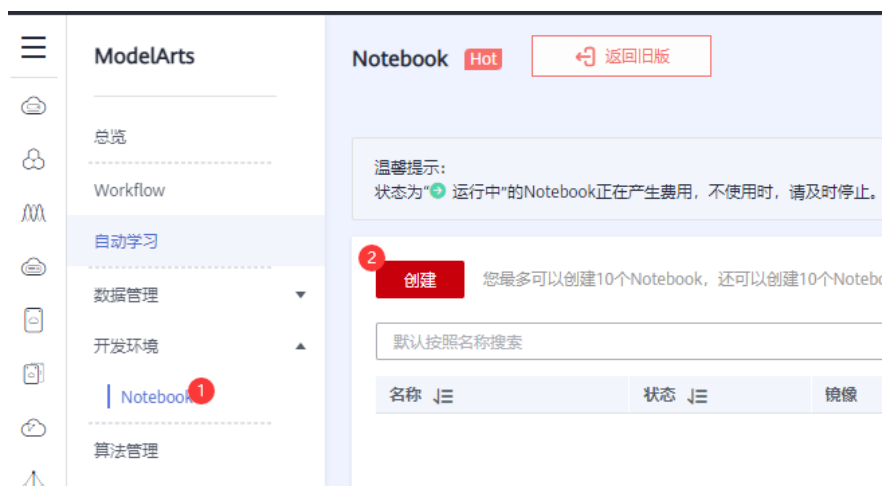 ModelArts
总览
Workflow
自动学习
数据管理
开发环境
Notebook 1
算法管理
Notebook Hot 返回旧版
温馨提示:
状态为“ 运行中”的Notebook正在产生费用，不使用时，请及时停止。
2
创建 您最多可以创建10个Notebook，还可以创建10个Noteb
默认按照名称搜索
名称 状态 镜像